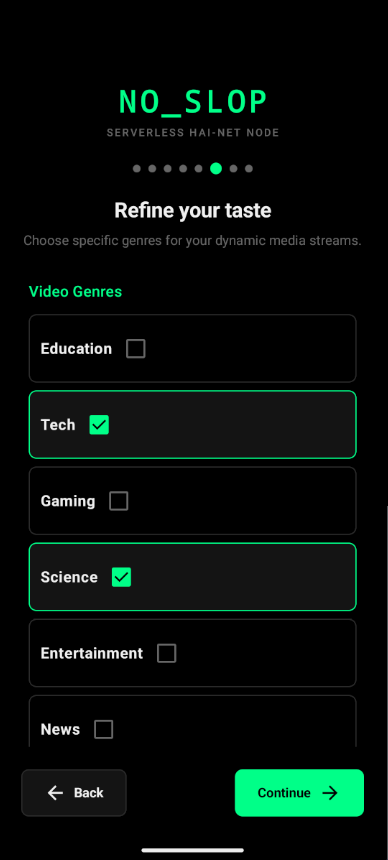 NO_SLOP
SERVERLESS HAI-NET NODE
Refine your taste
Choose specific genres for your dynamic media streams.
Video Genres
Education
Tech
Gaming
Science
Entertainment
News
Back
Continue